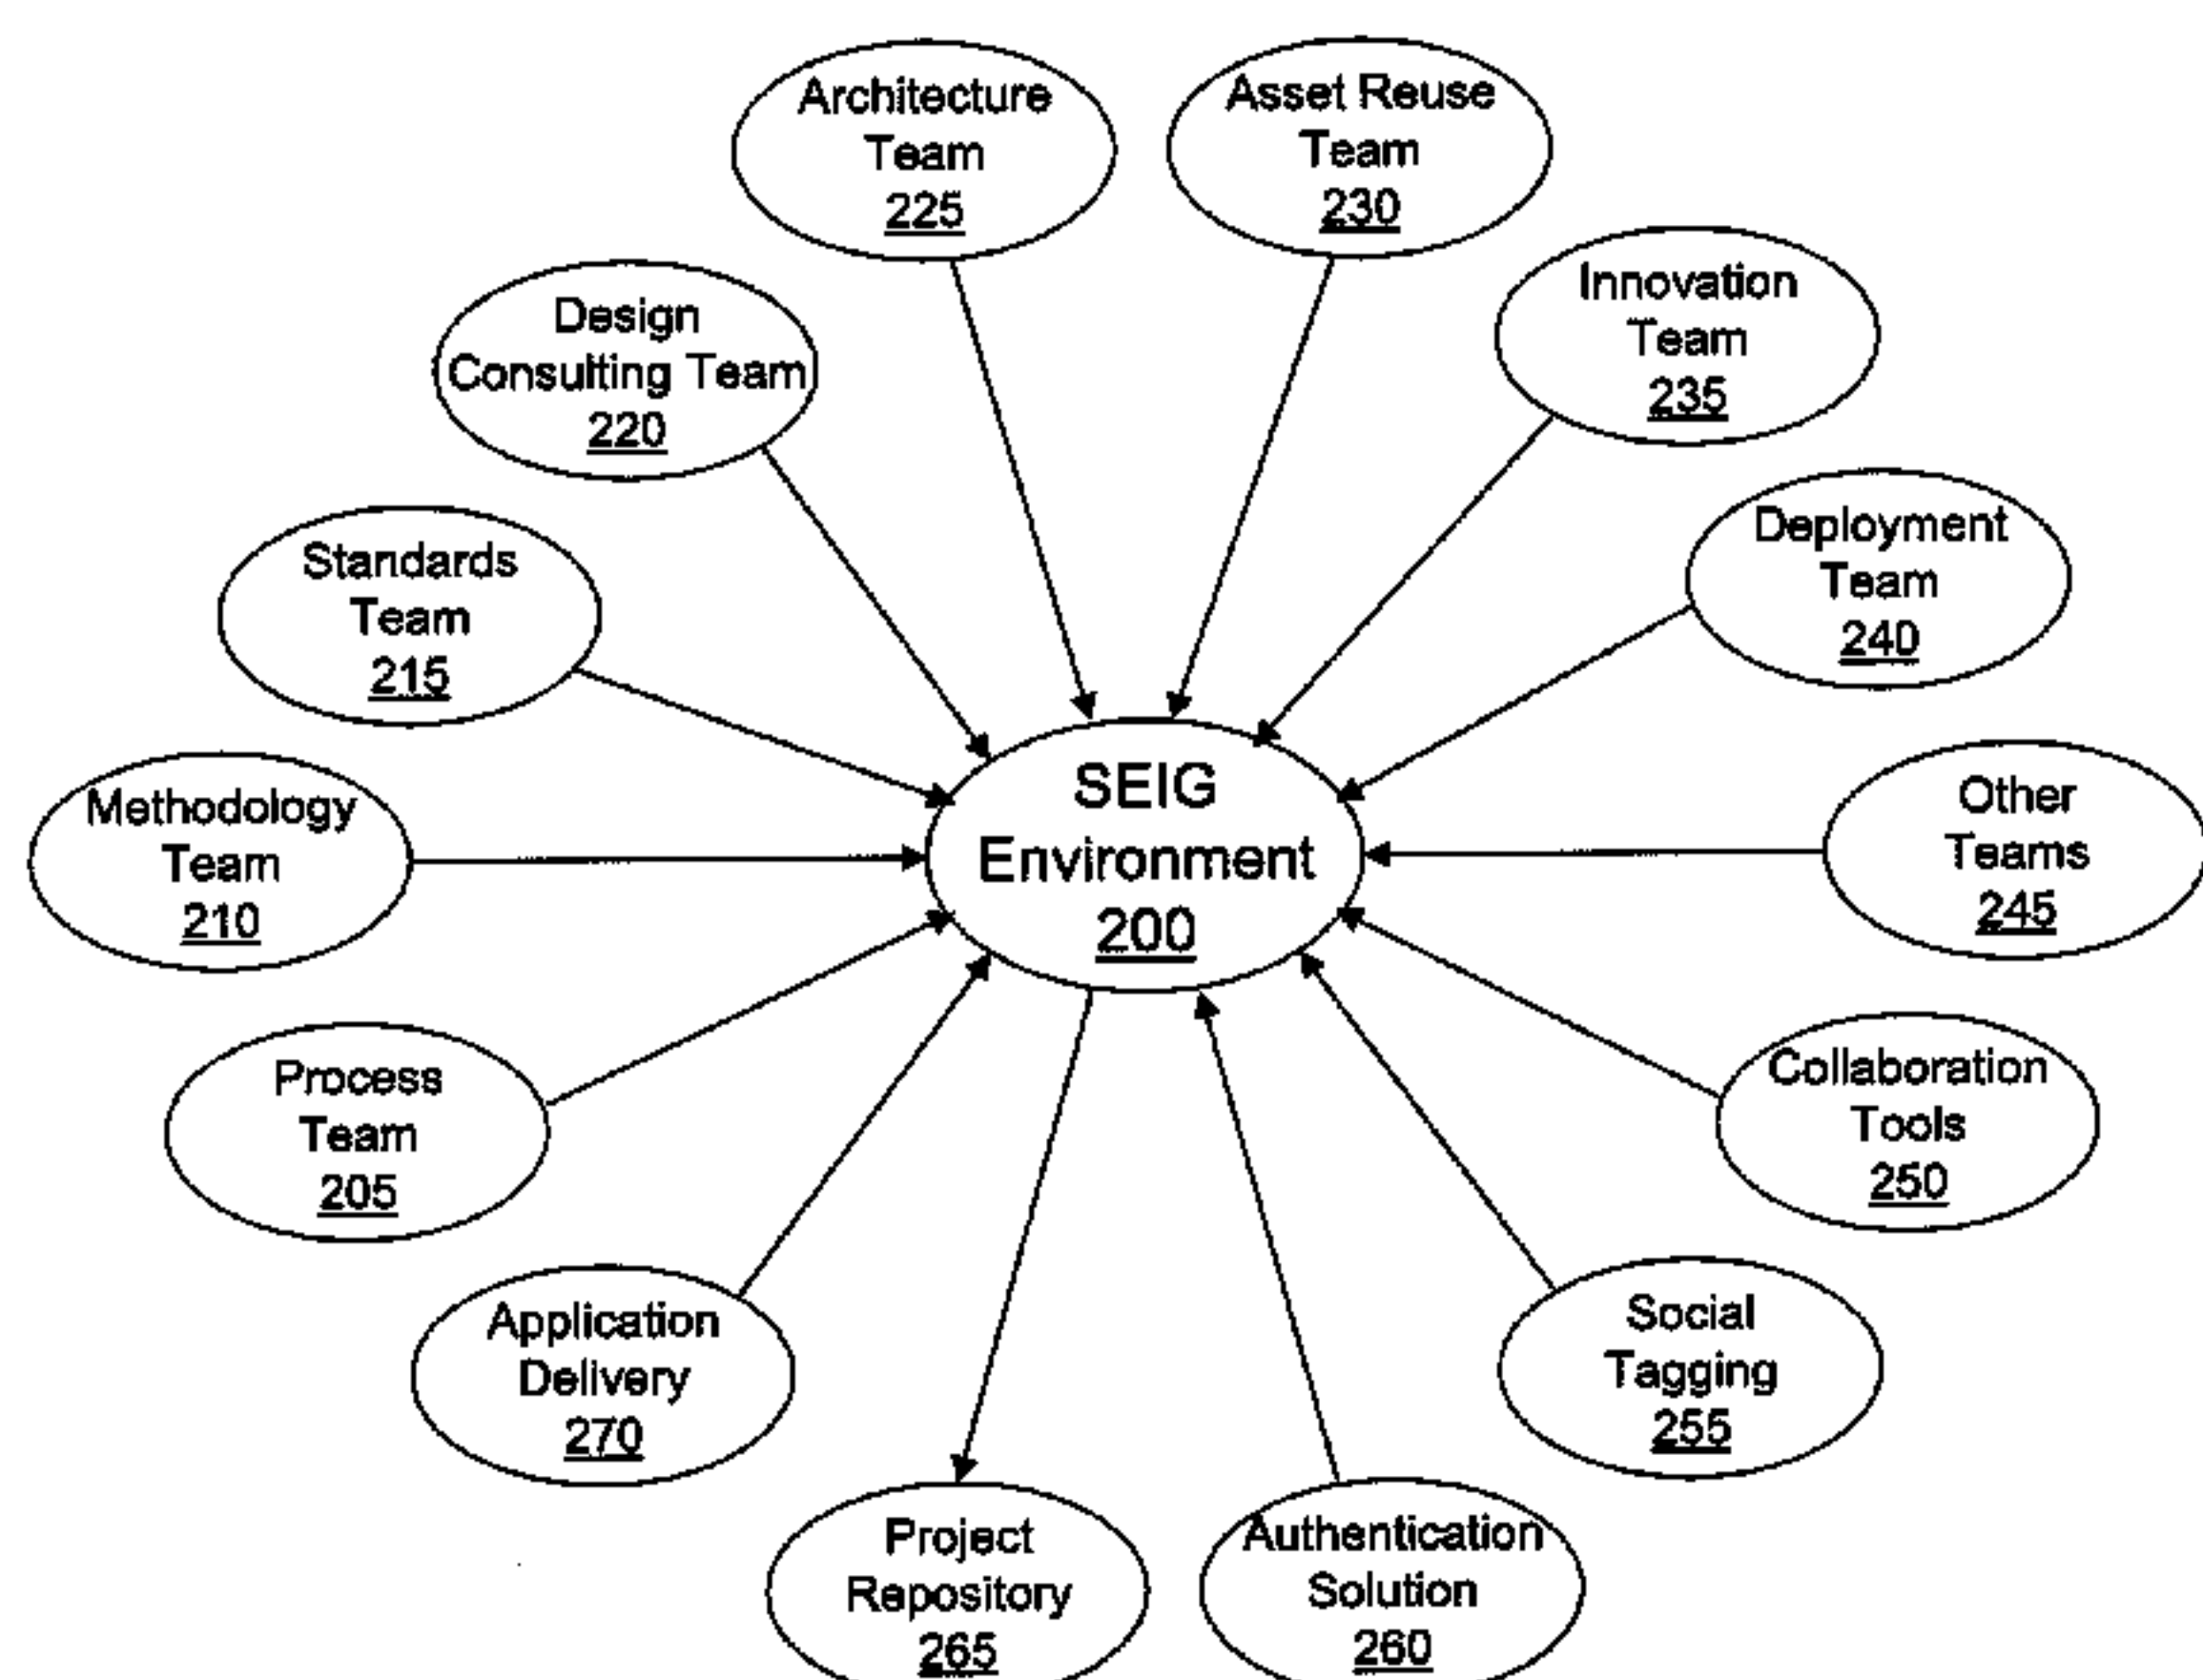 Architecture
Team
225
Asset Reuse
Team
230
Innovation
Team
235
Design
Consulting Team
220
Deployment
Team
240
Standards
Team
215
SEIG
Environment
200
Other
Teams
245
Methodology
Team
210
Process
Team
205
Collaboration
Tools
250
Application
Delivery
270
Social
Tagging
255
Project
Repository
265
Authentication
Solution
260